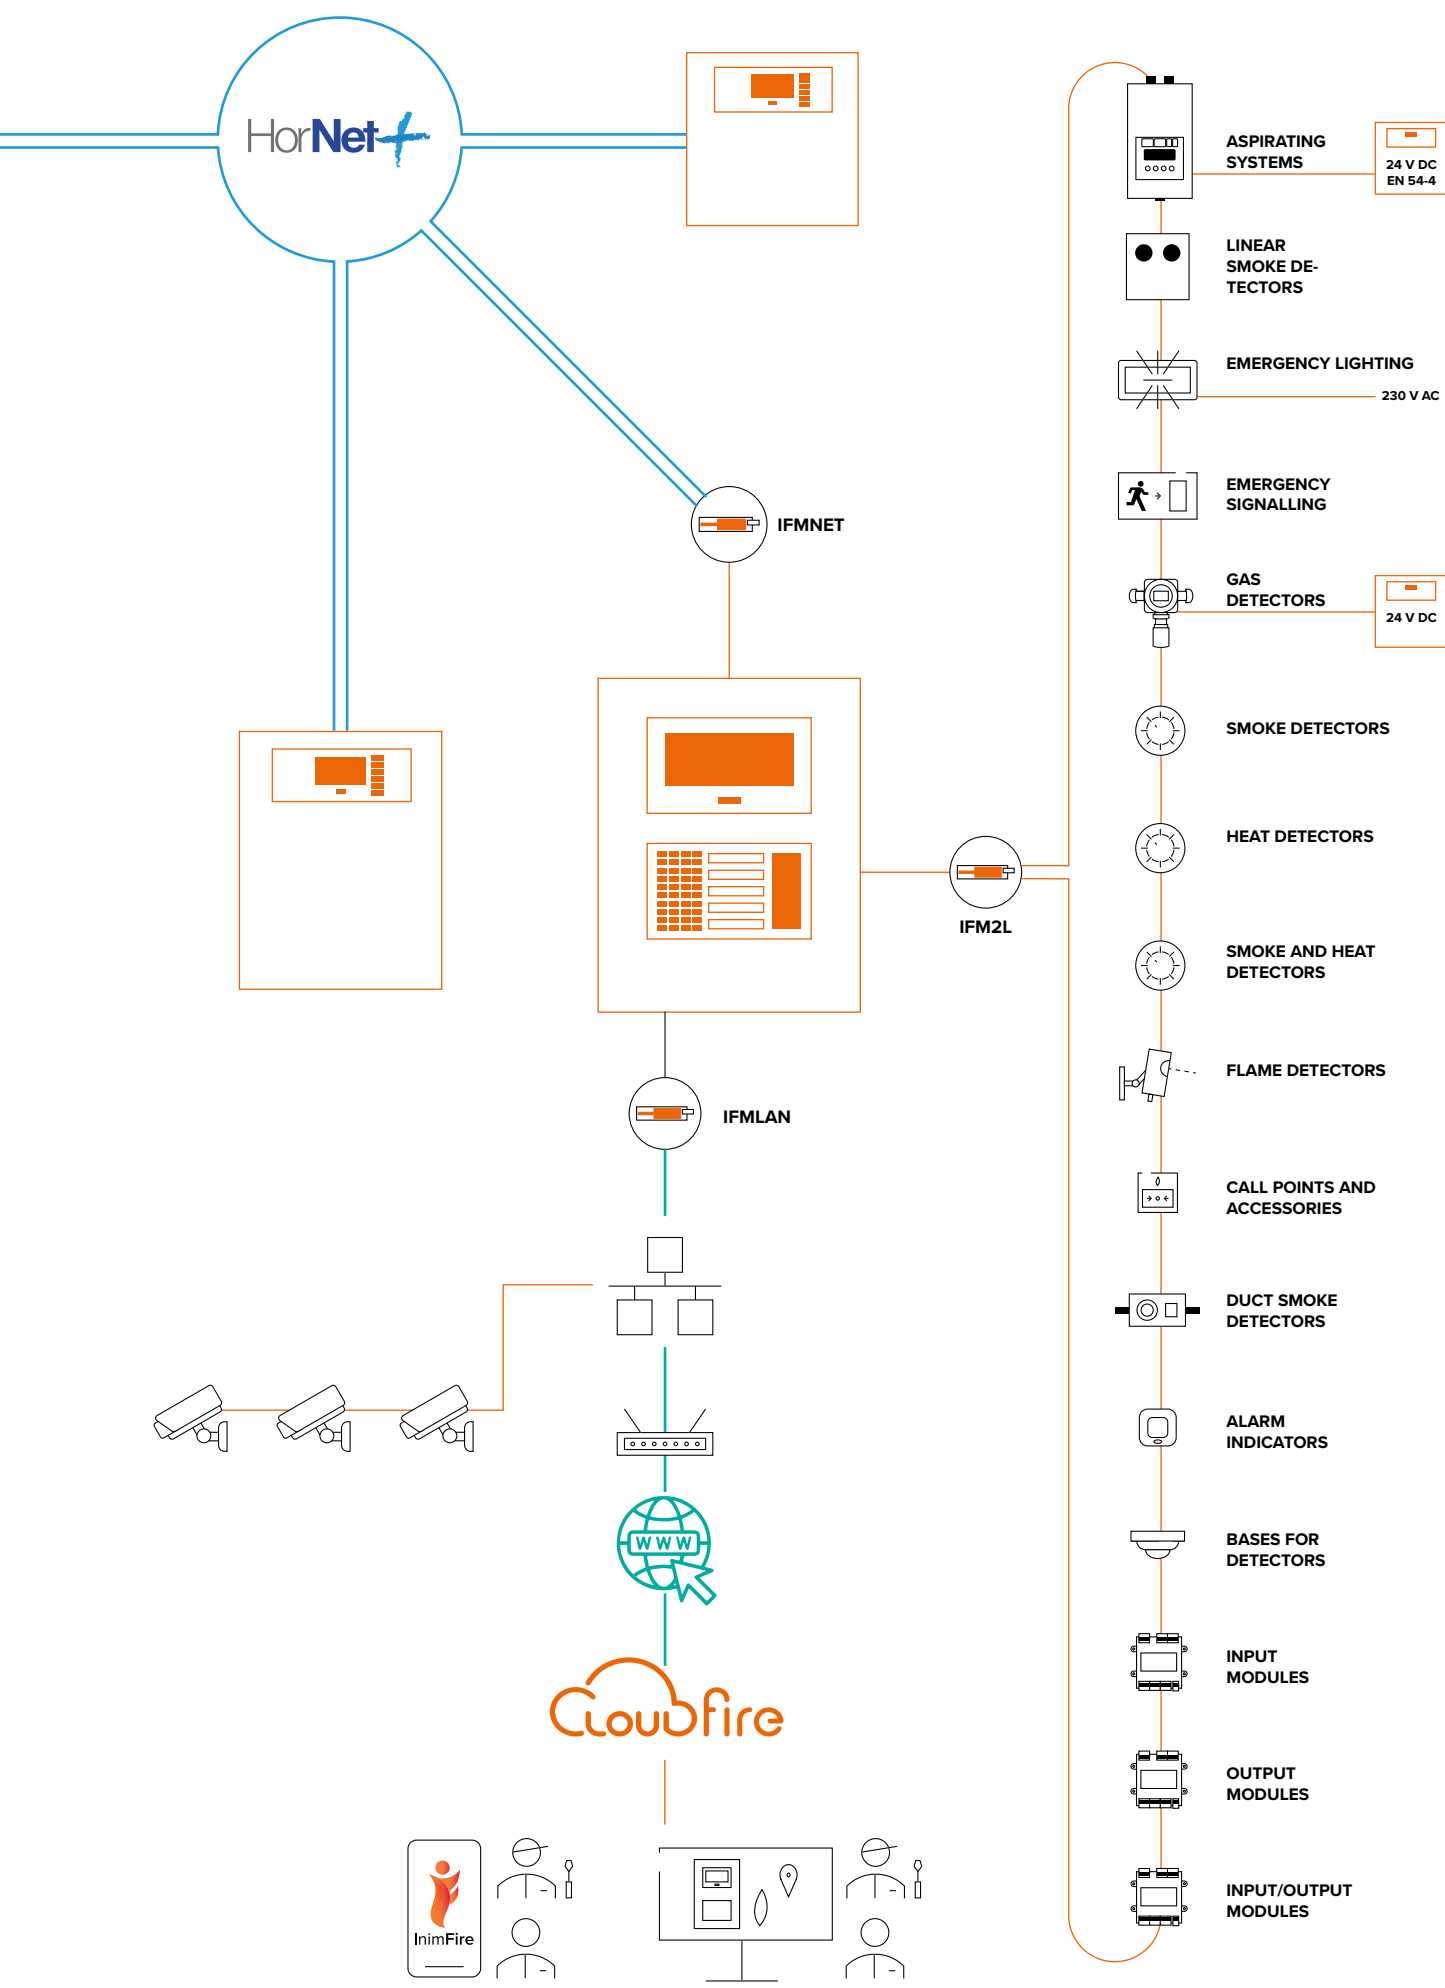 HorNet+
ASPIRATING
SYSTEMS
24 V DC
EN 54-4
LINEAR
SMOKE DE-
TECTORS
EMERGENCY LIGHTING
230 V AC
EMERGENCY
SIGNALLING
IFMNET
GAS
DETECTORS
24 V DC
SMOKE DETECTORS
HEAT DETECTORS
IFM2L
SMOKE AND HEAT
DETECTORS
FLAME DETECTORS
IFMLAN
CALL POINTS AND
ACCESSORIES
DUCT SMOKE
DETECTORS
ALARM
INDICATORS
WWW
BASES FOR
DETECTORS
INPUT
MODULES
Cloudfire
OUTPUT
MODULES
INPUT/OUTPUT
MODULES
InimFire